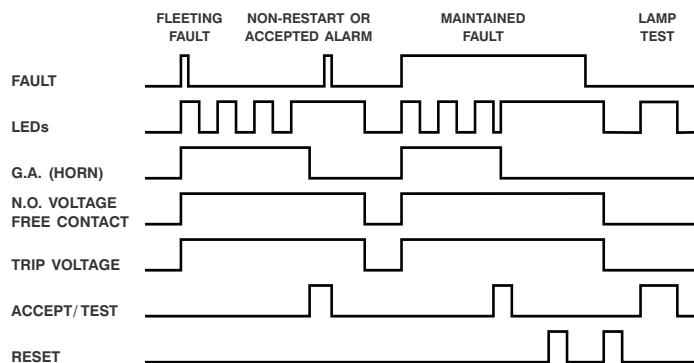 FLEETING FAULT
NON-RESTART OR ACCEPTED ALARM
MAINTAINED FAULT
LAMP TEST
FAULT
LEDs
G.A. (HORN)
N.O. VOLTAGE
FREE CONTACT
TRIP VOLTAGE
ACCEPT/TEST
RESET